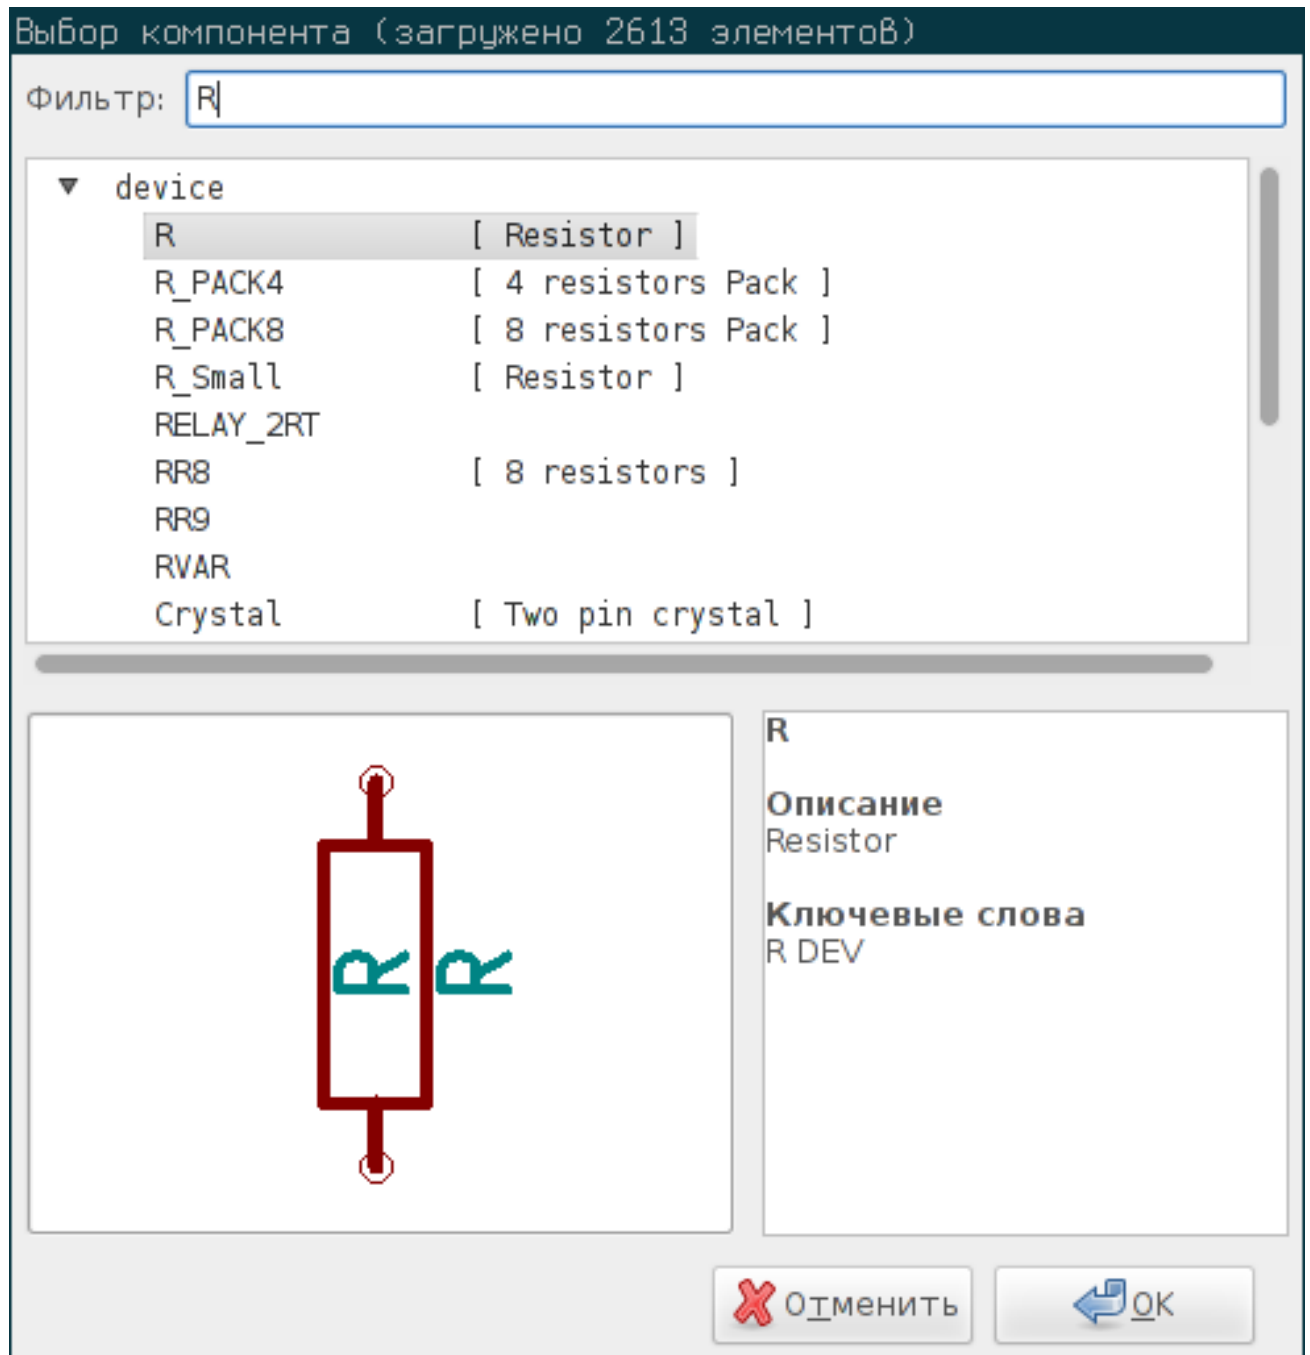 Выбор компонента (загружено 2613 элементов)
Фильтр: R
device
R [ Resistor ]
R_PACK4 [ 4 resistors Pack ]
R_PACK8 [ 8 resistors Pack ]
R_Small [ Resistor ]
RELAY_2RT
RR8 [ 8 resistors ]
RR9
RVAR
Crystal [ Two pin crystal ]
R R
R
Описание
Resistor
Ключевые слова
R DEV
Отменить OK